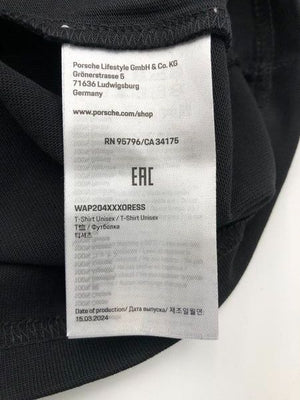 Porsche Lifestyle GmbH & Co. KG
Grönerstrasse 5
71636 Ludwigsburg
Germany
www.porsche.com/shop
RN 95796/CA 34175
EAC
WAP204XXX0RESS
T-Shirt Unisex / T-Shirt Unisex
T恤 / Футболка
티셔츠
Date of production/ Дата выпуска/ 제조일월면:
15.03.2024